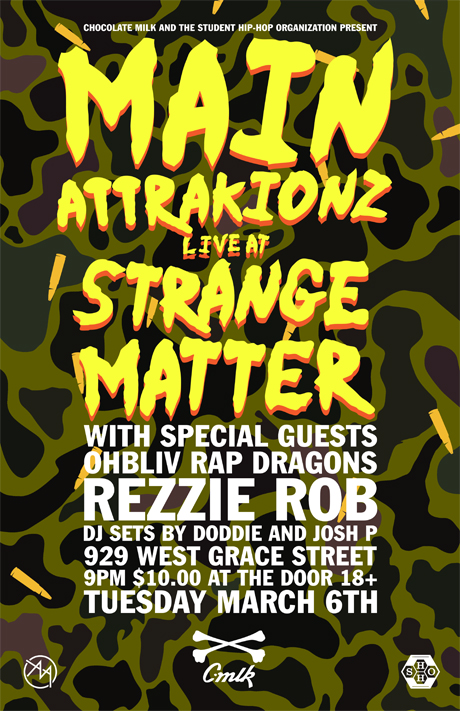 CHOCOLATE MILK AND THE STUDENT HIP-HOP ORGANIZATION PRESENT
MAIN
ATTRAKIONZ
LIVE AT
STRANGE
MATTER
WITH SPECIAL GUESTS
OHBLIV RAP DRAGONS
REZZIE ROB
DJ SETS BY DODDIE AND JOSH P
929 WEST GRACE STREET
9PM $10.00 AT THE DOOR 18+
TUESDAY MARCH 6TH
C·mlk
S H H O